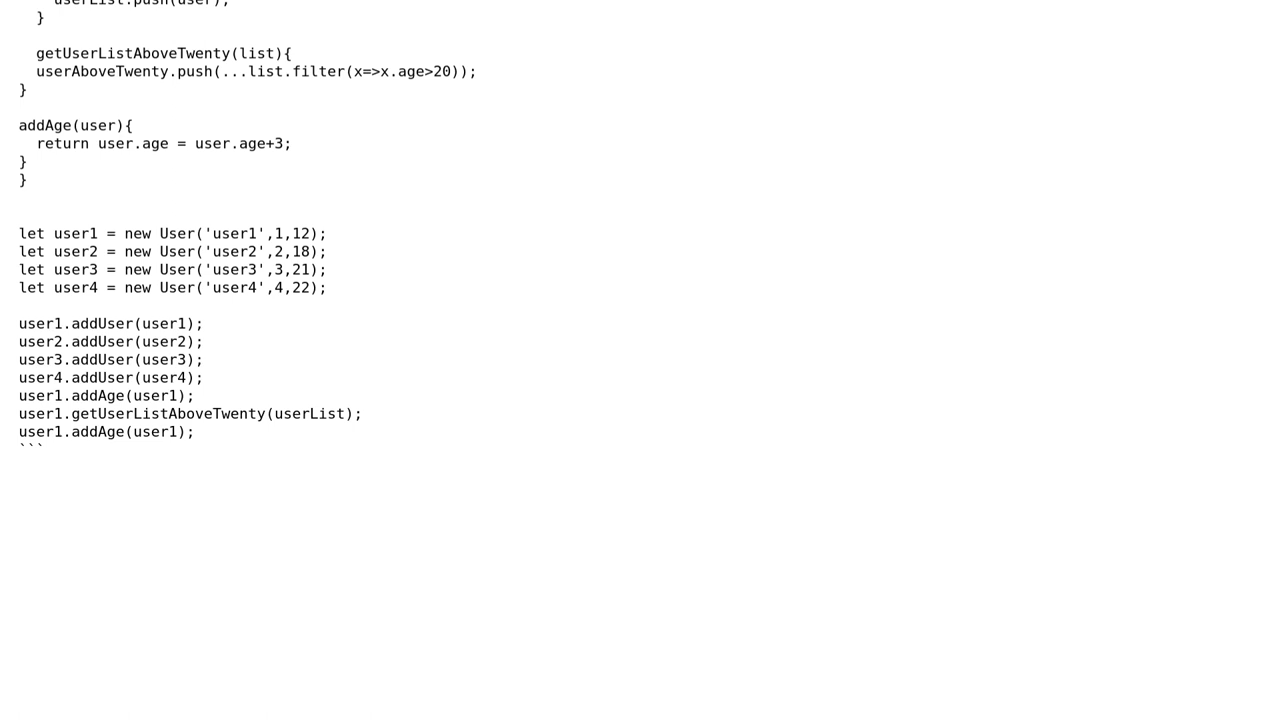 userList.push(user);
  }

  getUserListAboveTwenty(list){
  userAboveTwenty.push(...list.filter(x=>x.age>20));
}

addAge(user){
  return user.age = user.age+3;
}
}


let user1 = new User('user1',1,12);
let user2 = new User('user2',2,18);
let user3 = new User('user3',3,21);
let user4 = new User('user4',4,22);

user1.addUser(user1);
user2.addUser(user2);
user3.addUser(user3);
user4.addUser(user4);
user1.addAge(user1);
user1.getUserListAboveTwenty(userList);
user1.addAge(user1);
```